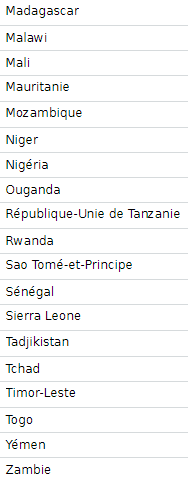 Madagascar
Malawi
Mali
Mauritanie
Mozambique
Niger
Nigéria
Ouganda
République-Unie de Tanzanie
Rwanda
Sao Tomé-et-Principe
Sénégal
Sierra Leone
Tadjikistan
Tchad
Timor-Leste
Togo
Yémen
Zambie